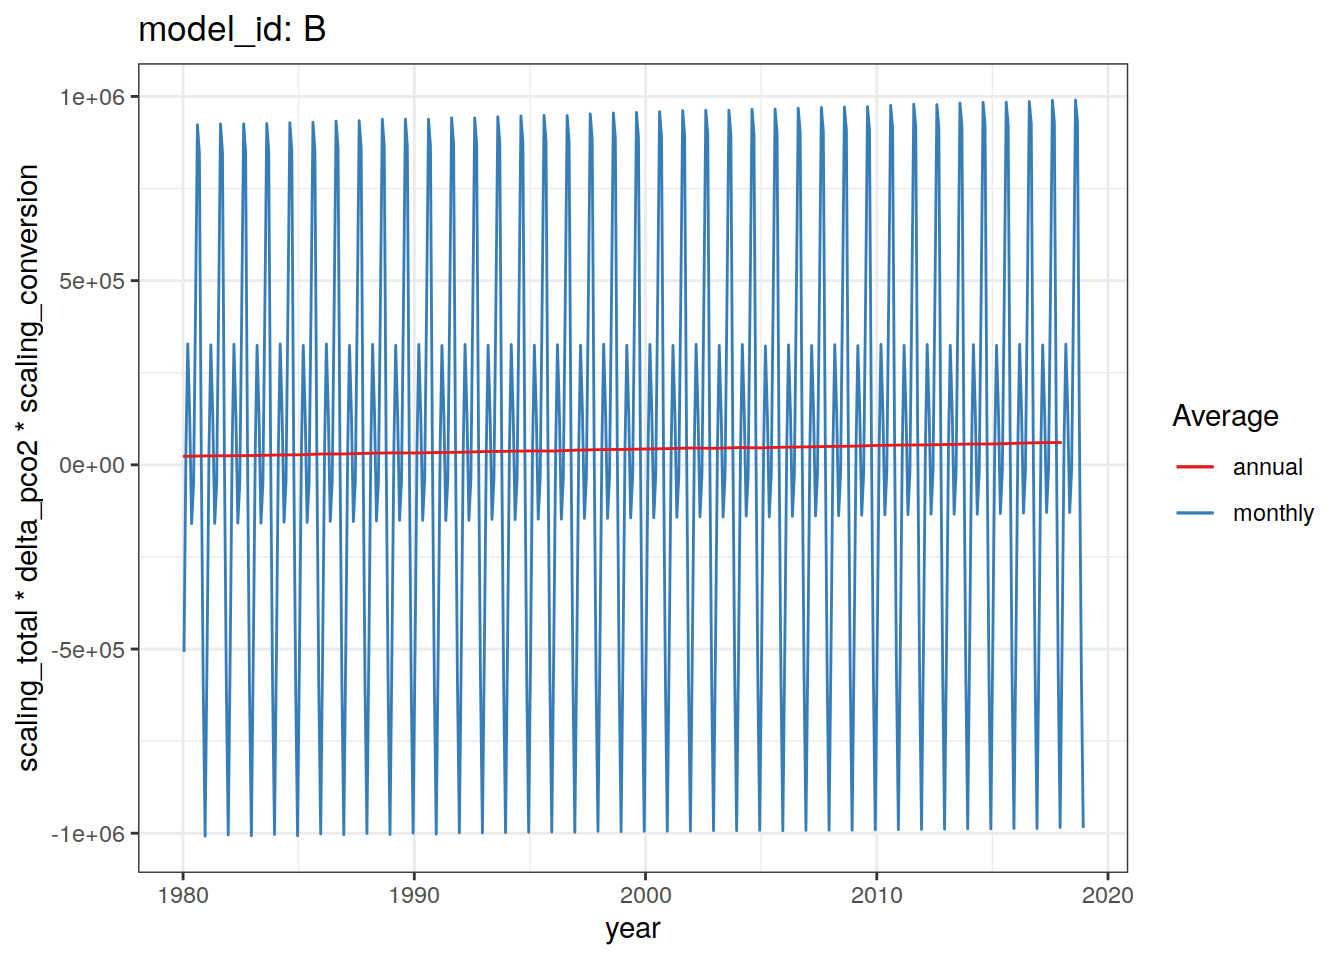 model_id: B
scaling_total * delta_pco2 * scaling_conversion
1e+06
5e+05
0e+00
-5e+05
-1e+06
1980
1990
2000
2010
2020
year
Average
annual
monthly